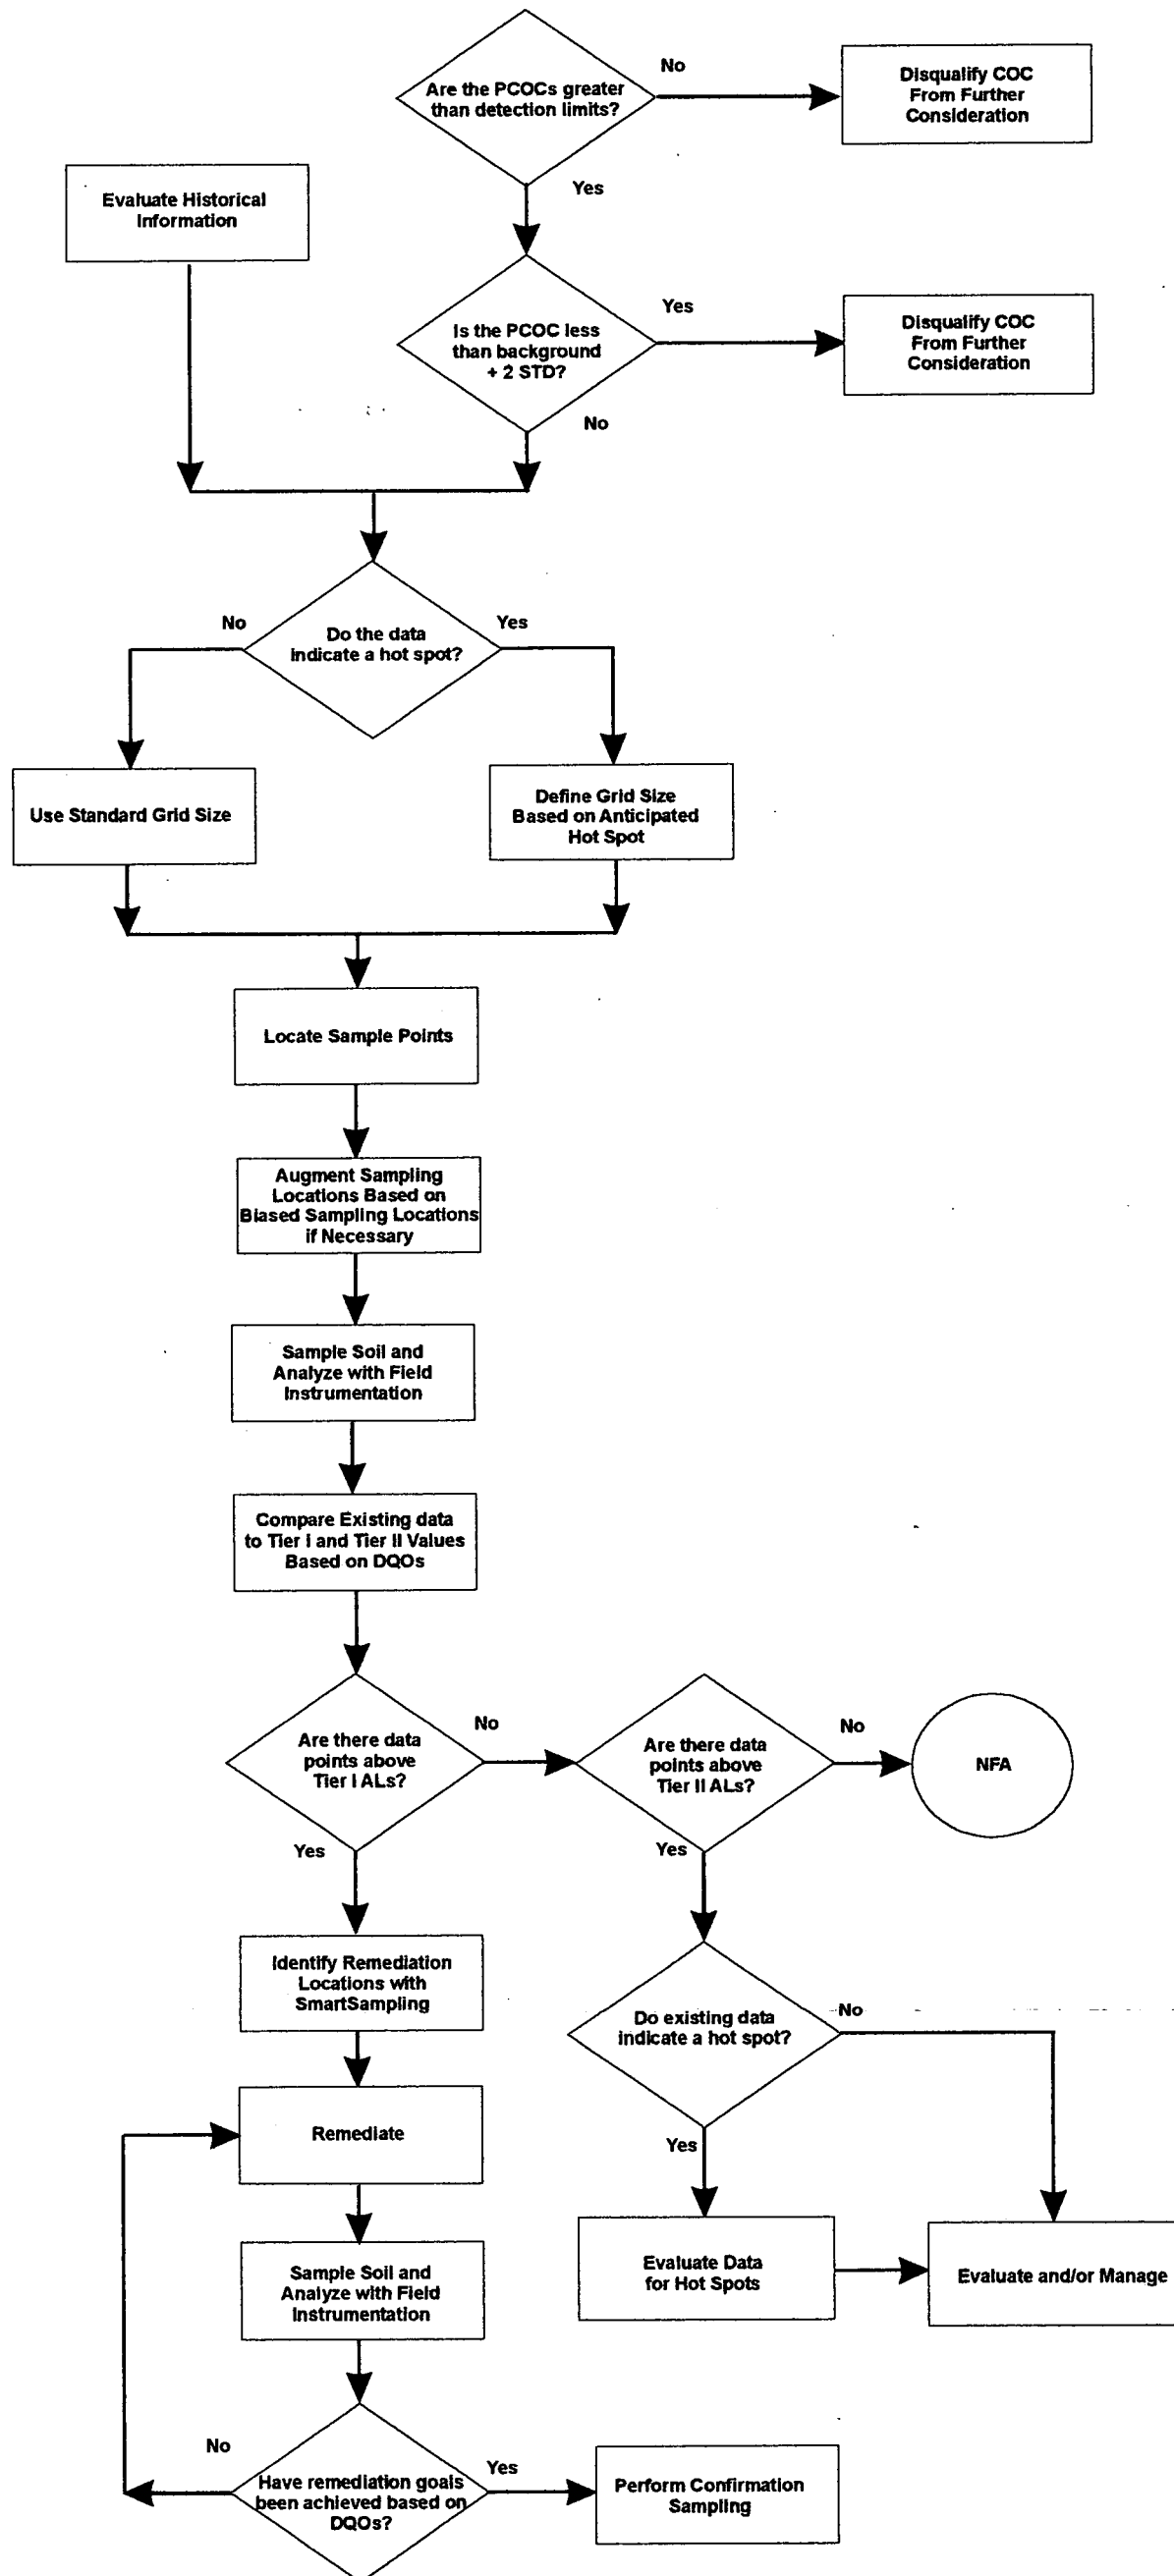 Are the PCOCs greater
than detection limits?
No
Disqualify COC
From Further
Consideration
Yes
Evaluate Historical
Information
Is the PCOC less
than background
+ 2 STD?
Yes
Disqualify COC
From Further
Consideration
No
Do the data
indicate a hot spot?
No
Yes
Use Standard Grid Size
Define Grid Size
Based on Anticipated
Hot Spot
Locate Sample Points
Augment Sampling
Locations Based on
Biased Sampling Locations
if Necessary
Sample Soil and
Analyze with Field
Instrumentation
Compare Existing data
to Tier I and Tier II Values
Based on DQOs
Are there data
points above
Tier I ALs?
No
Are there data
points above
Tier II ALs?
No
NFA
Yes
Yes
Identify Remediation
Locations with
SmartSampling
Do existing data
indicate a hot spot?
No
Remediate
Yes
Sample Soil and
Analyze with Field
Instrumentation
Evaluate Data
for Hot Spots
Evaluate and/or Manage
No
Have remediation goals
been achieved based on
DQOs?
Yes
Perform Confirmation
Sampling